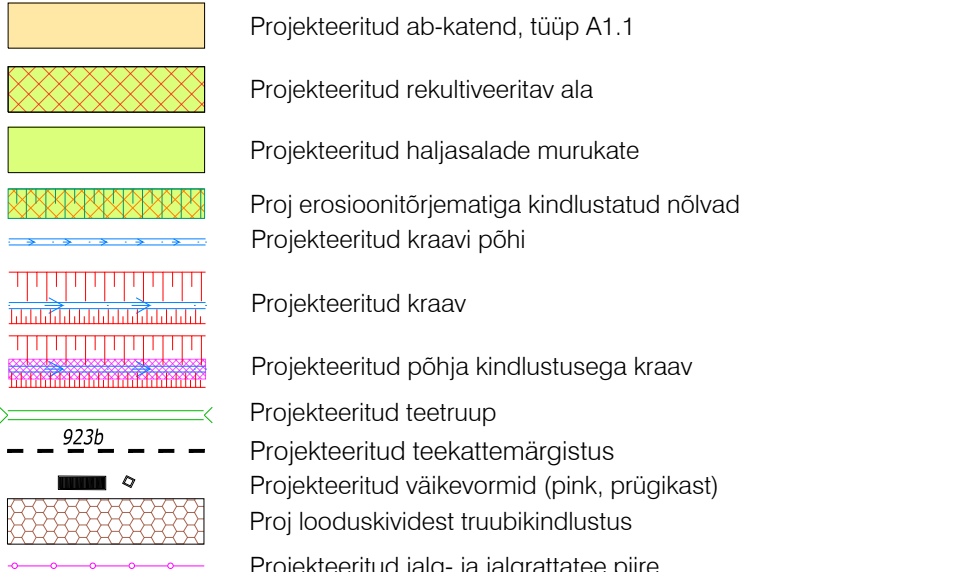 Projekteeritud ab-katend, tüüp A1.1
Projekteeritud rekultiveeritav ala
Projekteeritud haljasalade murukate
Proj erosioonitõrjematiga kindlustatud nõlvad
Projekteeritud kraavi põhi
Projekteeritud kraav
Projekteeritud põhja kindlustusega kraav
Projekteeritud teetruup
923b
Projekteeritud teekattemärgistus
Projekteeritud väikevormid (pink, prügikast)
Proj looduskividest truubikindlustus
Projekteeritud jalg- ja jalgrattatee piire